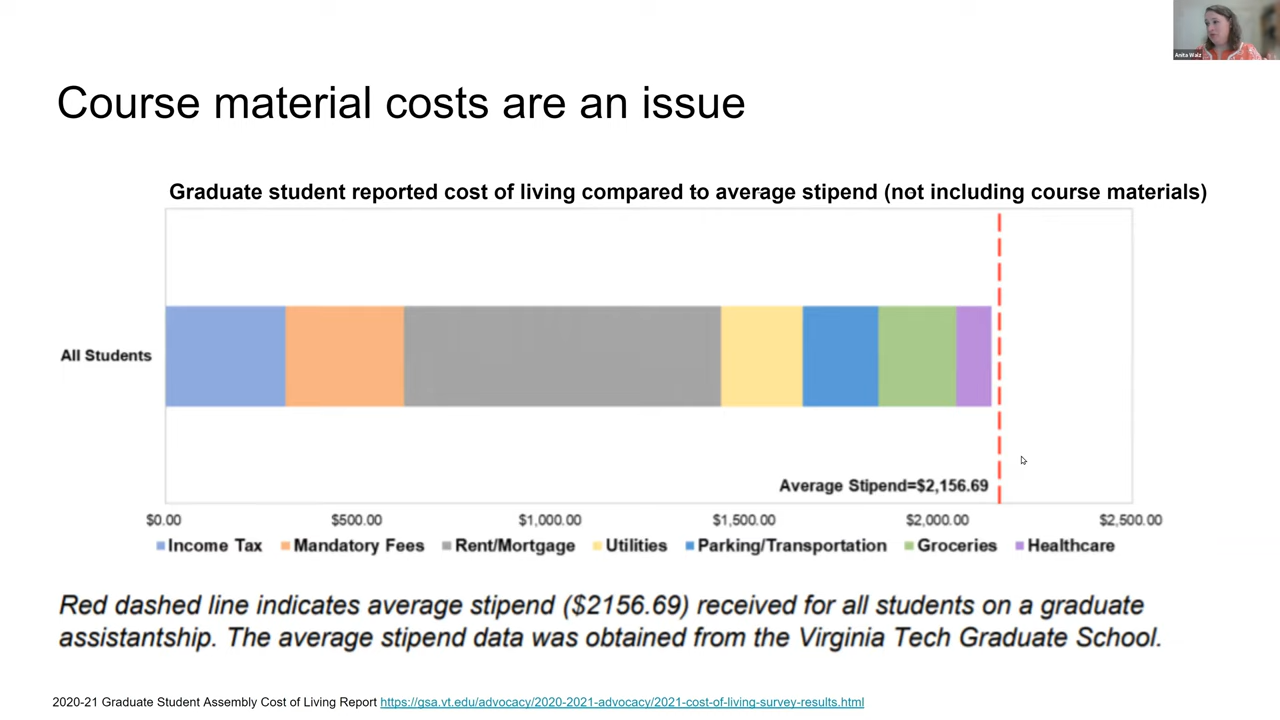 Anita Walz
Course material costs are an issue
Graduate student reported cost of living compared to average stipend (not including course materials)
All Students
Average Stipend=$2,156.69
$0.00 $500.00 $1,000.00 $1,500.00 $2,000.00 $2,500.00
Income Tax Mandatory Fees Rent/Mortgage Utilities Parking/Transportation Groceries Healthcare
Red dashed line indicates average stipend ($2156.69) received for all students on a graduate
assistantship. The average stipend data was obtained from the Virginia Tech Graduate School.
2020-21 Graduate Student Assembly Cost of Living Report https://gsa.vt.edu/advocacy/2020-2021-advocacy/2021-cost-of-living-survey-results.html